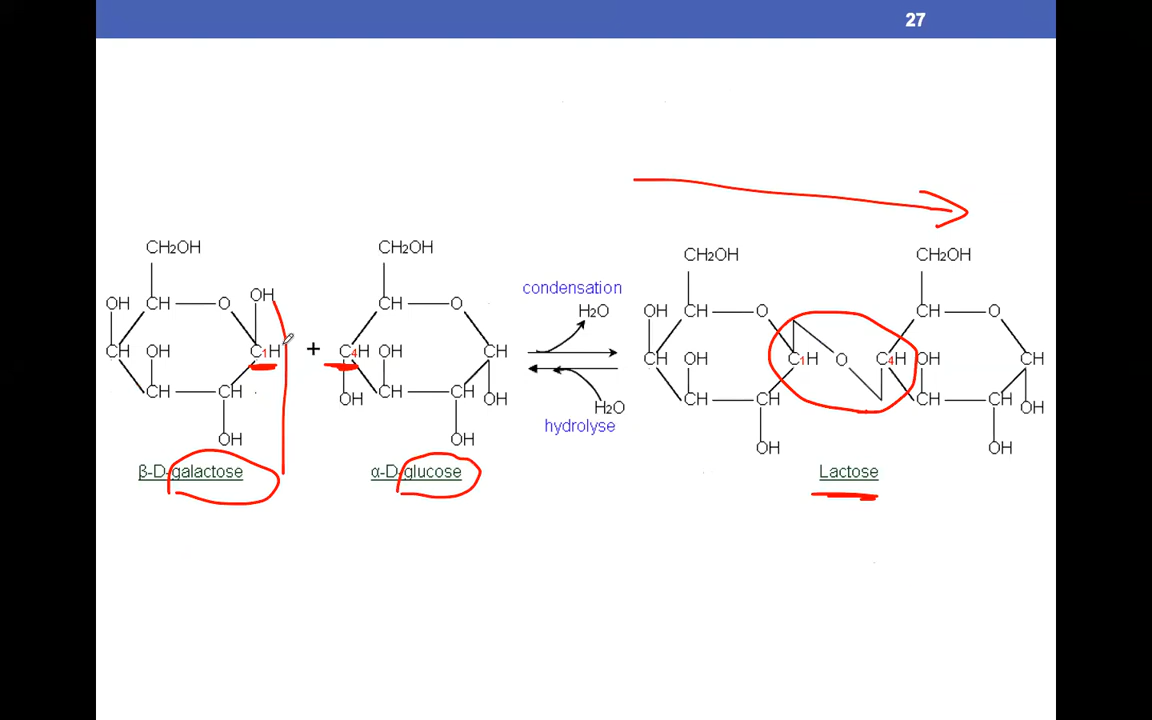 27
CH₂OH CH₂OH CH₂OH CH₂OH
condensation
H₂O
OH CH O OH CH O OH CH O CH O
CH OH C₁H + C₄H OH CH CH OH C₁H O C₄H OH CH
CH CH OH CH CH OH CH CH CH CH OH
H₂O
hydrolyse
OH OH OH OH
β-D-galactose α-D-glucose Lactose